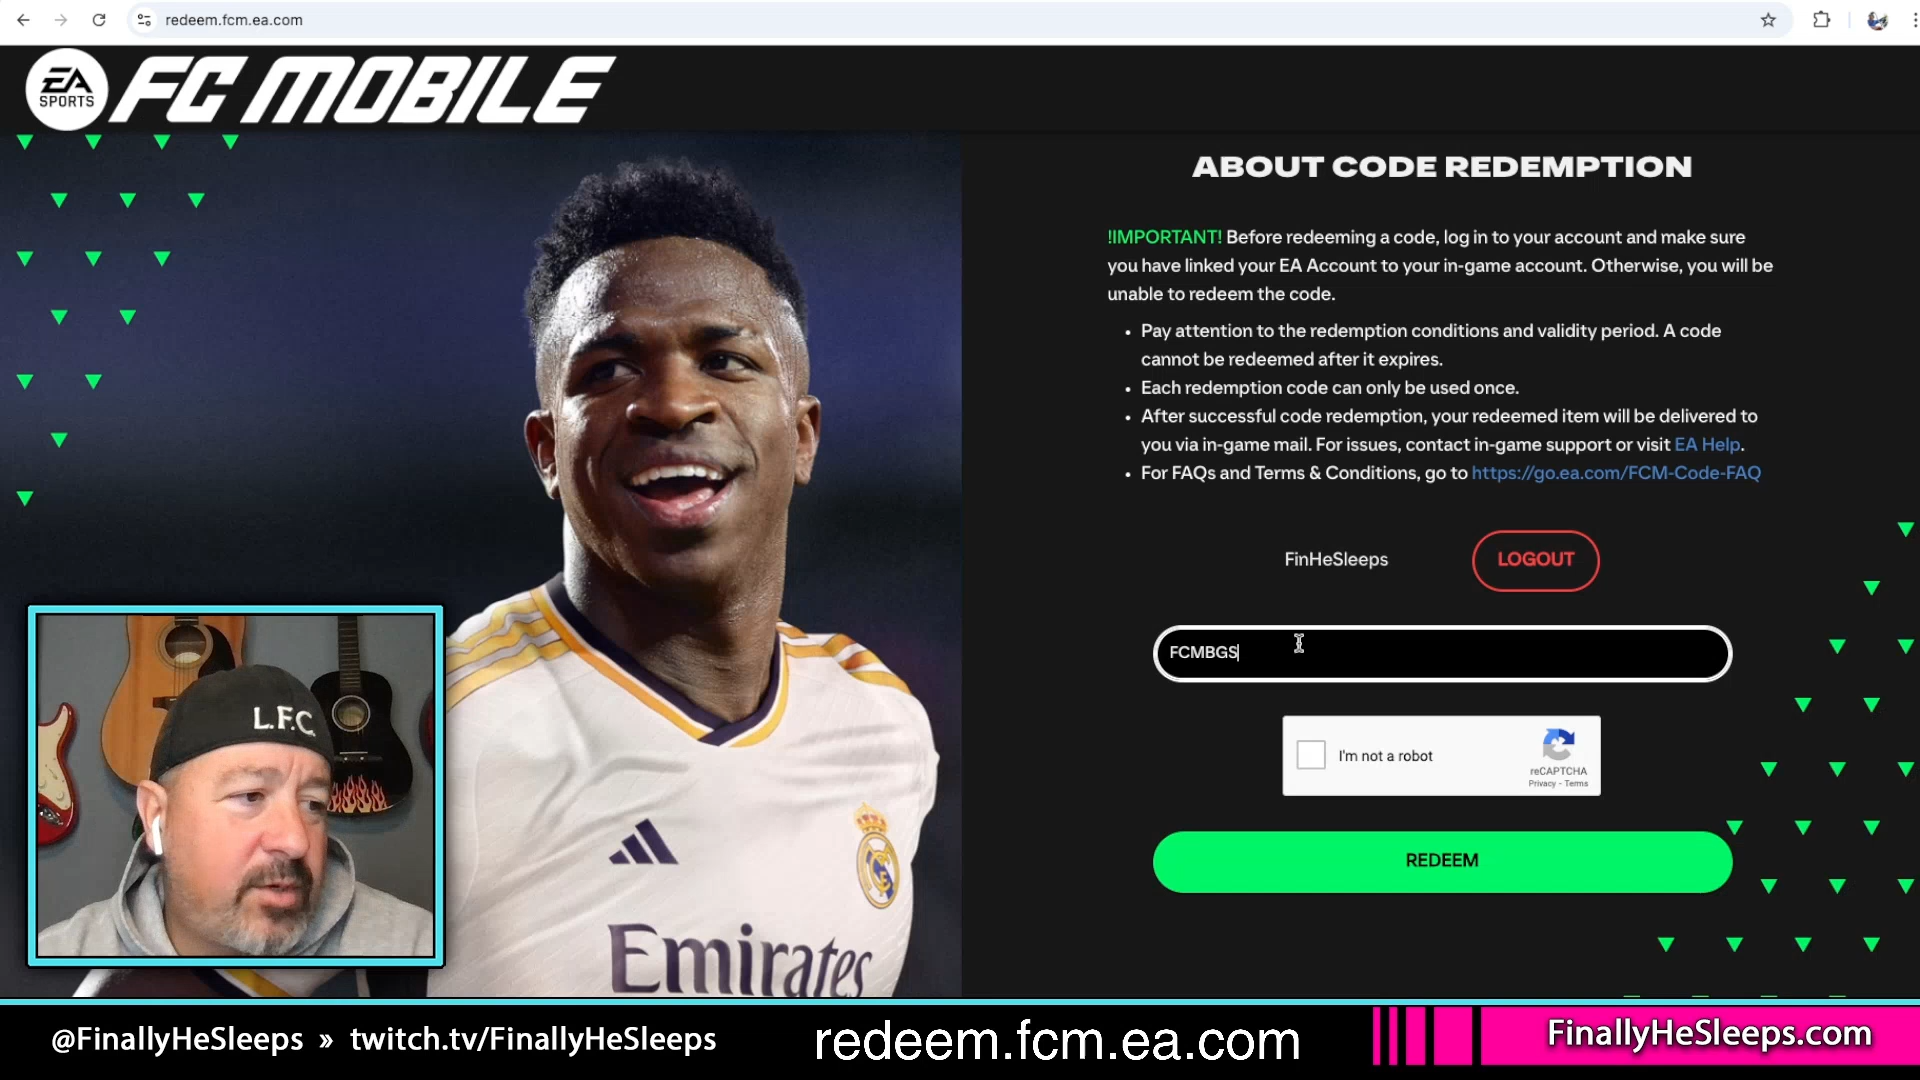 redeem.fcm.ea.com
EA SPORTS FC MOBILE
ABOUT CODE REDEMPTION
!IMPORTANT! Before redeeming a code, log in to your account and make sure
you have linked your EA Account to your in-game account. Otherwise, you will be
unable to redeem the code.
• Pay attention to the redemption conditions and validity period. A code
cannot be redeemed after it expires.
• Each redemption code can only be used once.
• After successful code redemption, your redeemed item will be delivered to
you via in-game mail. For issues, contact in-game support or visit EA Help.
• For FAQs and Terms & Conditions, go to https://go.ea.com/FCM-Code-FAQ
FinHeSleeps LOGOUT
FCMBGS
I'm not a robot
reCAPTCHA
Privacy - Terms
REDEEM
L.F.C.
Emirates
@FinallyHeSleeps » twitch.tv/FinallyHeSleeps redeem.fcm.ea.com FinallyHeSleeps.com